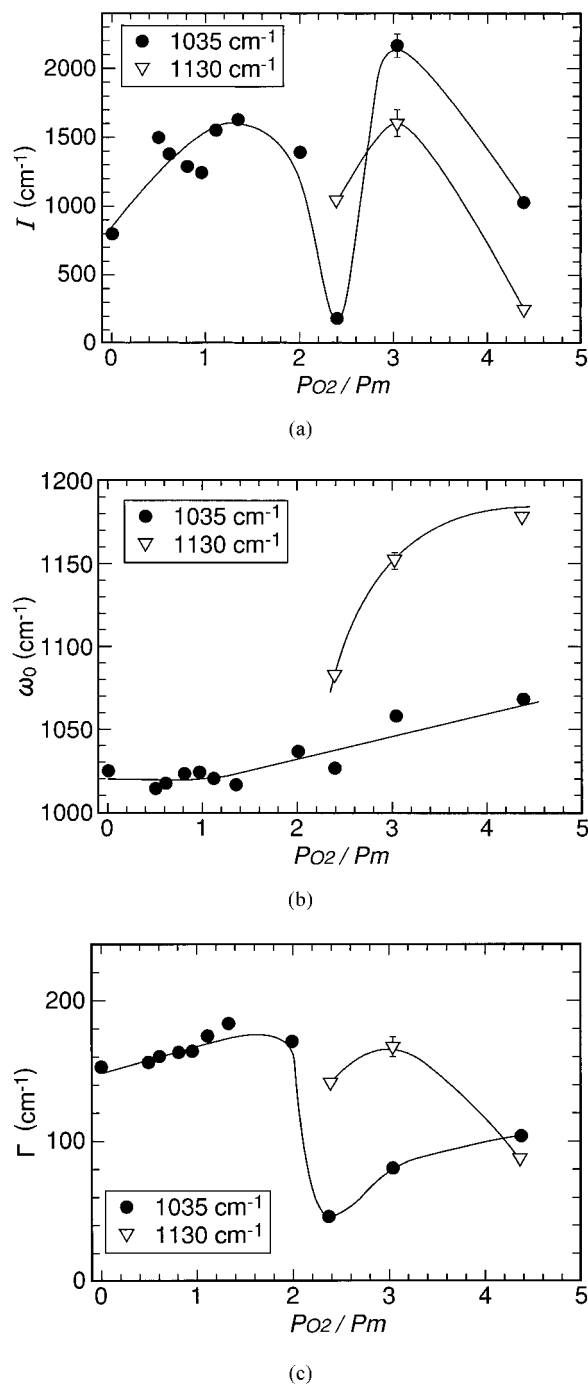 1035 cm⁻¹
1130 cm⁻¹
2000
1500
1000
500
0
I (cm⁻¹)
0 1 2 3 4 5
PO2 / Pm
(a)
1200
1150
1100
1050
1000
ω0 (cm⁻¹)
1035 cm⁻¹
1130 cm⁻¹
0 1 2 3 4 5
PO2 / Pm
(b)
200
100
0
Γ (cm⁻¹)
1035 cm⁻¹
1130 cm⁻¹
0 1 2 3 4 5
PO2 / Pm
(c)